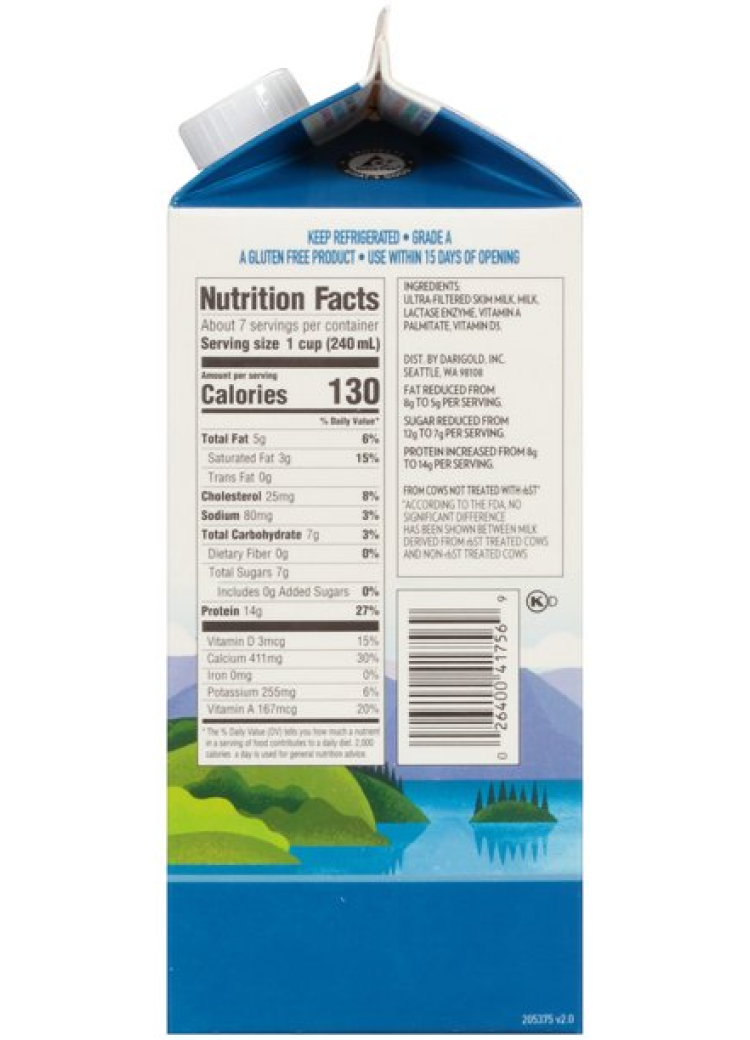 KEEP REFRIGERATED • GRADE A
A GLUTEN FREE PRODUCT • USE WITHIN 15 DAYS OF OPENING
Nutrition Facts
About 7 servings per container
Serving size 1 cup (240 mL)
Amount per serving
Calories 130
% Daily Value*
Total Fat 5g 6%
Saturated Fat 3g 15%
Trans Fat 0g
Cholesterol 25mg 8%
Sodium 80mg 3%
Total Carbohydrate 7g 3%
Dietary Fiber 0g 0%
Total Sugars 7g
Includes 0g Added Sugars 0%
Protein 14g 27%
Vitamin D 3mcg 15%
Calcium 411mg 30%
Iron 0mg 0%
Potassium 255mg 6%
Vitamin A 167mcg 20%
* The % Daily Value (DV) tells you how much a nutrient
in a serving of food contributes to a daily diet. 2,000
calories a day is used for general nutrition advice.
INGREDIENTS:
ULTRA-FILTERED SKIM MILK, MILK,
LACTASE ENZYME, VITAMIN A
PALMITATE, VITAMIN D3.
DIST. BY DARIGOLD, INC.
SEATTLE, WA 98108
FAT REDUCED FROM
8g TO 5g PER SERVING.
SUGAR REDUCED FROM
12g TO 7g PER SERVING.
PROTEIN INCREASED FROM 8g
TO 14g PER SERVING.
FROM COWS NOT TREATED WITH rbST*
*ACCORDING TO THE FDA, NO
SIGNIFICANT DIFFERENCE
HAS BEEN SHOWN BETWEEN MILK
DERIVED FROM rbST TREATED COWS
AND NON-rbST TREATED COWS
K D
0 26400 41756 9
205375 v2.0